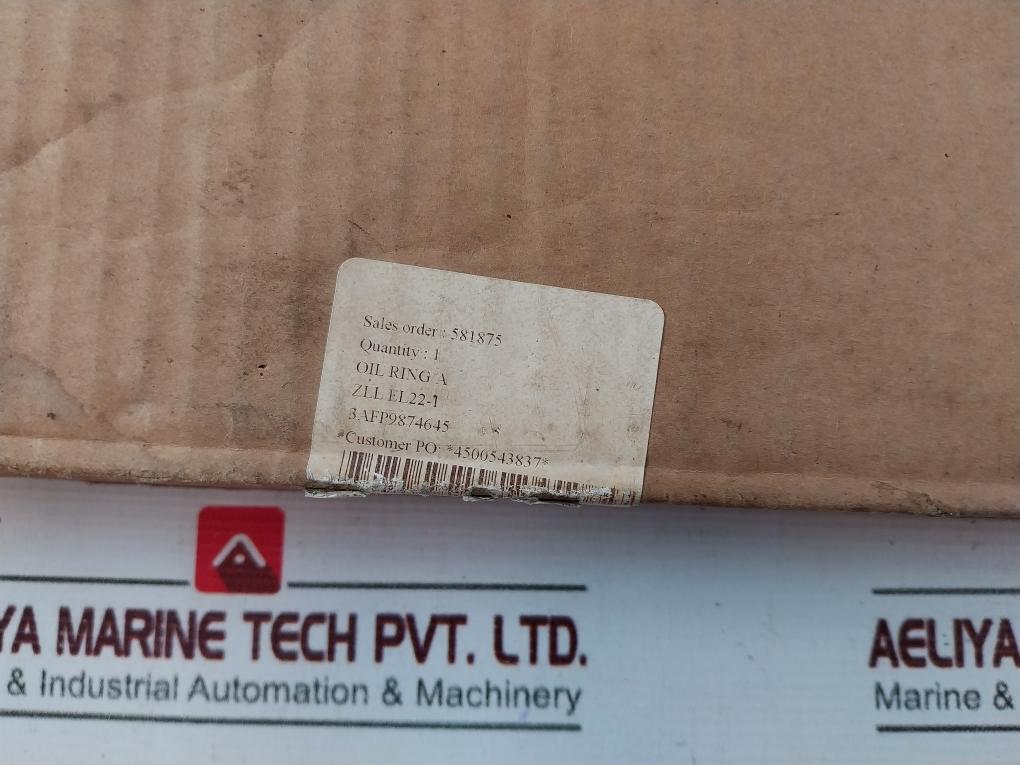 Sales order : 581875
Quantity : 1
OIL RING A
ZLL EL22-1
3AFP9874645
*Customer PO: *4500543837*
YA MARINE TECH PVT. LTD.
& Industrial Automation & Machinery
AELIYA
Marine &